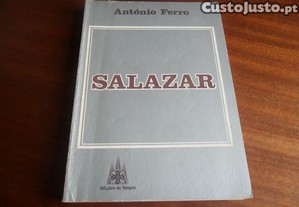 Custojusto.pt
António Ferro
SALAZAR
Edições do Templo